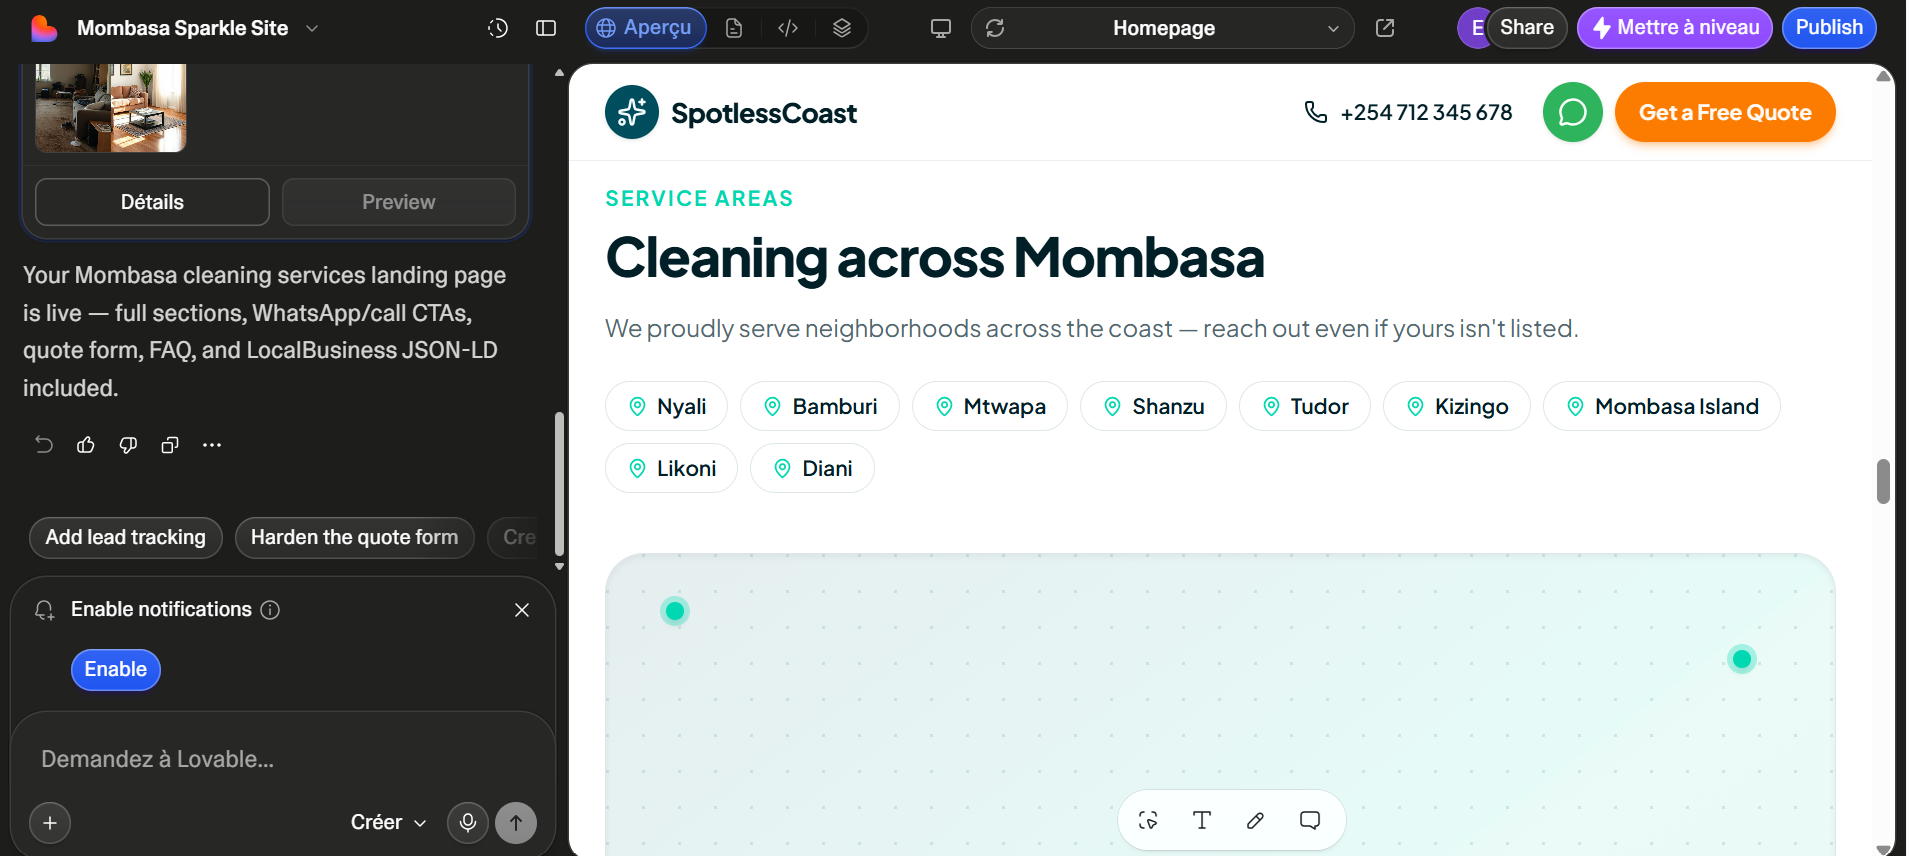 Mombasa Sparkle Site
Aperçu
Homepage
E
Share
Mettre à niveau
Publish
Détails
Preview
Your Mombasa cleaning services landing page
is live — full sections, WhatsApp/call CTAs,
quote form, FAQ, and LocalBusiness JSON-LD
included.
Add lead tracking
Harden the quote form
Cre
Enable notifications
Enable
Demandez à Lovable...
Créer
SpotlessCoast
+254 712 345 678
Get a Free Quote
SERVICE AREAS
Cleaning across Mombasa
We proudly serve neighborhoods across the coast — reach out even if yours isn't listed.
Nyali
Bamburi
Mtwapa
Shanzu
Tudor
Kizingo
Mombasa Island
Likoni
Diani